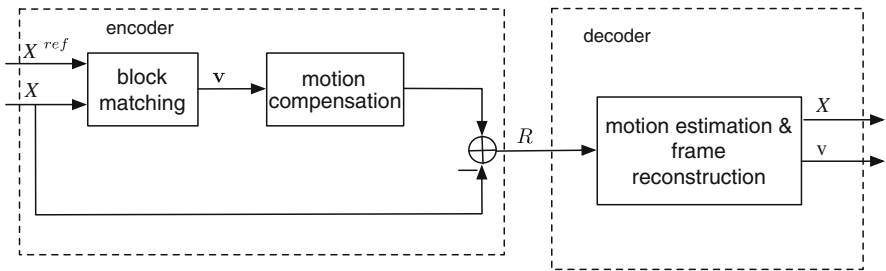 encoder
decoder
X ref
X
block
matching
v
motion
compensation
R
−
motion estimation &
frame
reconstruction
X
v